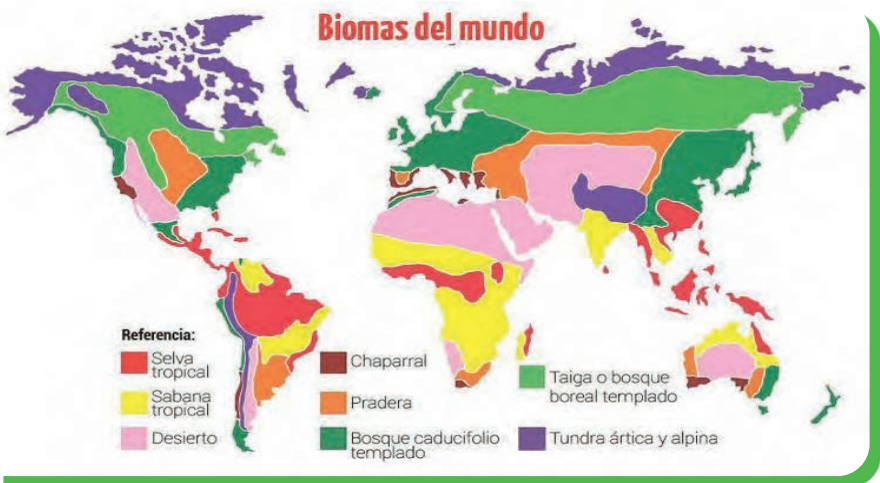 Biomas del mundo
Referencia:
Selva
tropical
Sabana
tropical
Desierto
Chaparral
Pradera
Bosque caducifolio
templado
Taiga o bosque
boreal templado
Tundra ártica y alpina